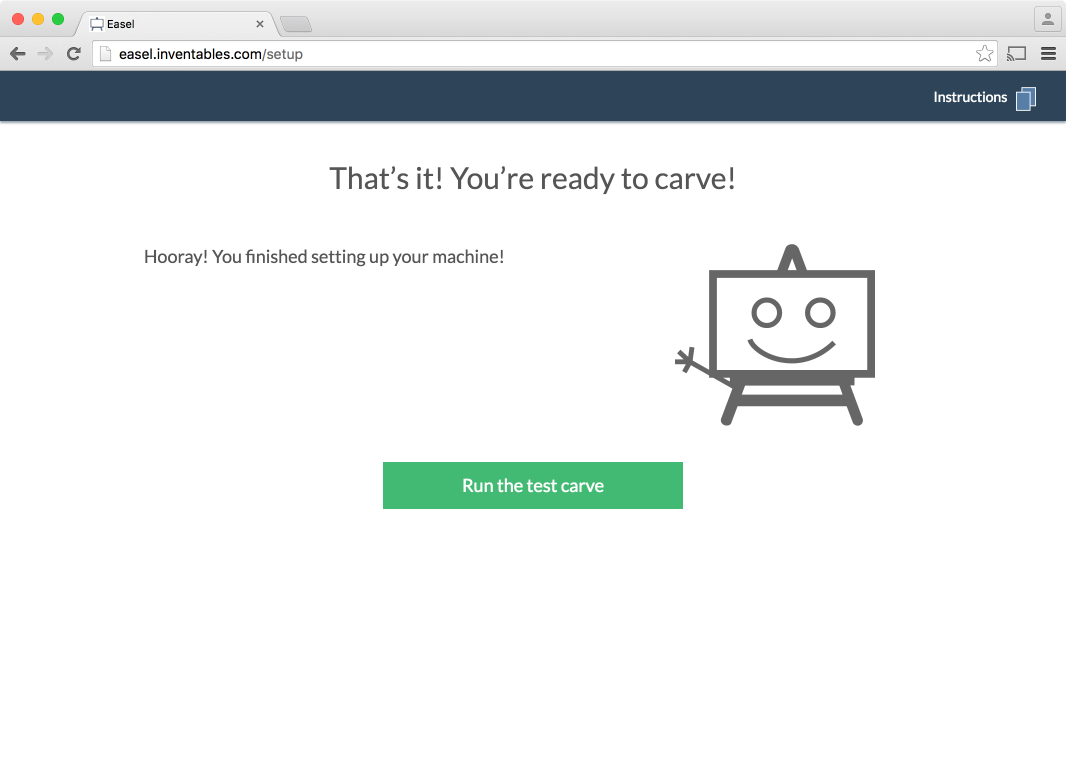 Easel
easel.inventables.com/setup
Instructions
That’s it! You’re ready to carve!
Hooray! You finished setting up your machine!
Run the test carve